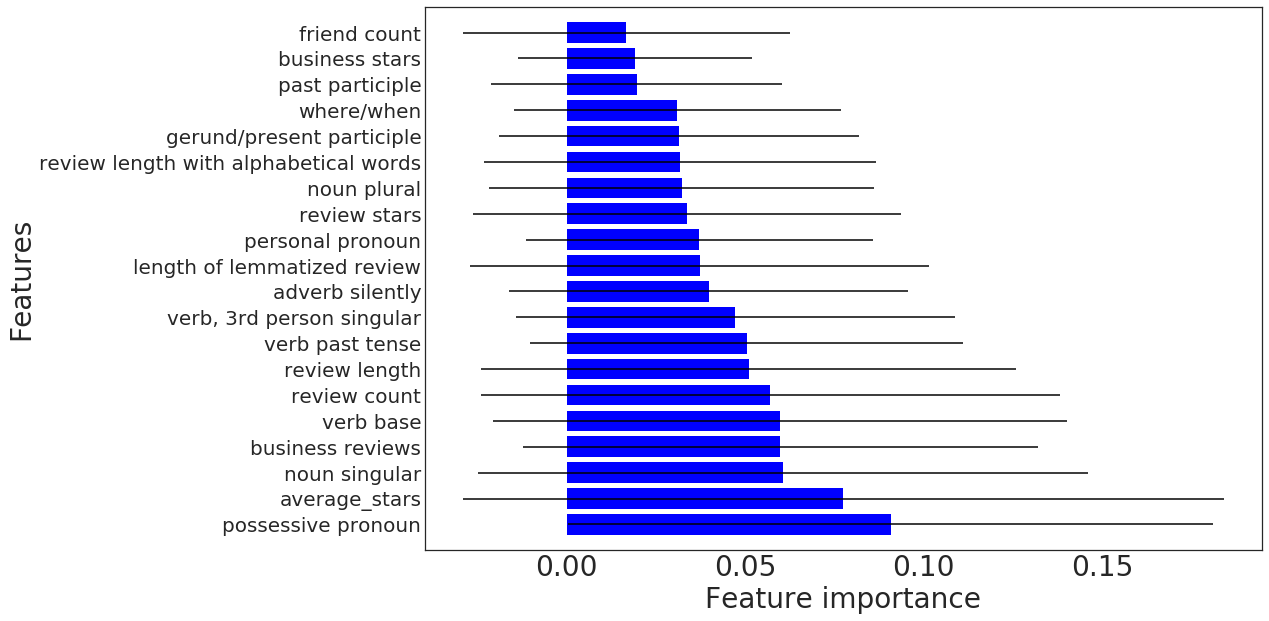 friend count
business stars
past participle
where/when
gerund/present participle
review length with alphabetical words
noun plural
review stars
personal pronoun
length of lemmatized review
adverb silently
verb, 3rd person singular
verb past tense
review length
review count
verb base
business reviews
noun singular
average_stars
possessive pronoun
Features
0.00 0.05 0.10 0.15
Feature importance